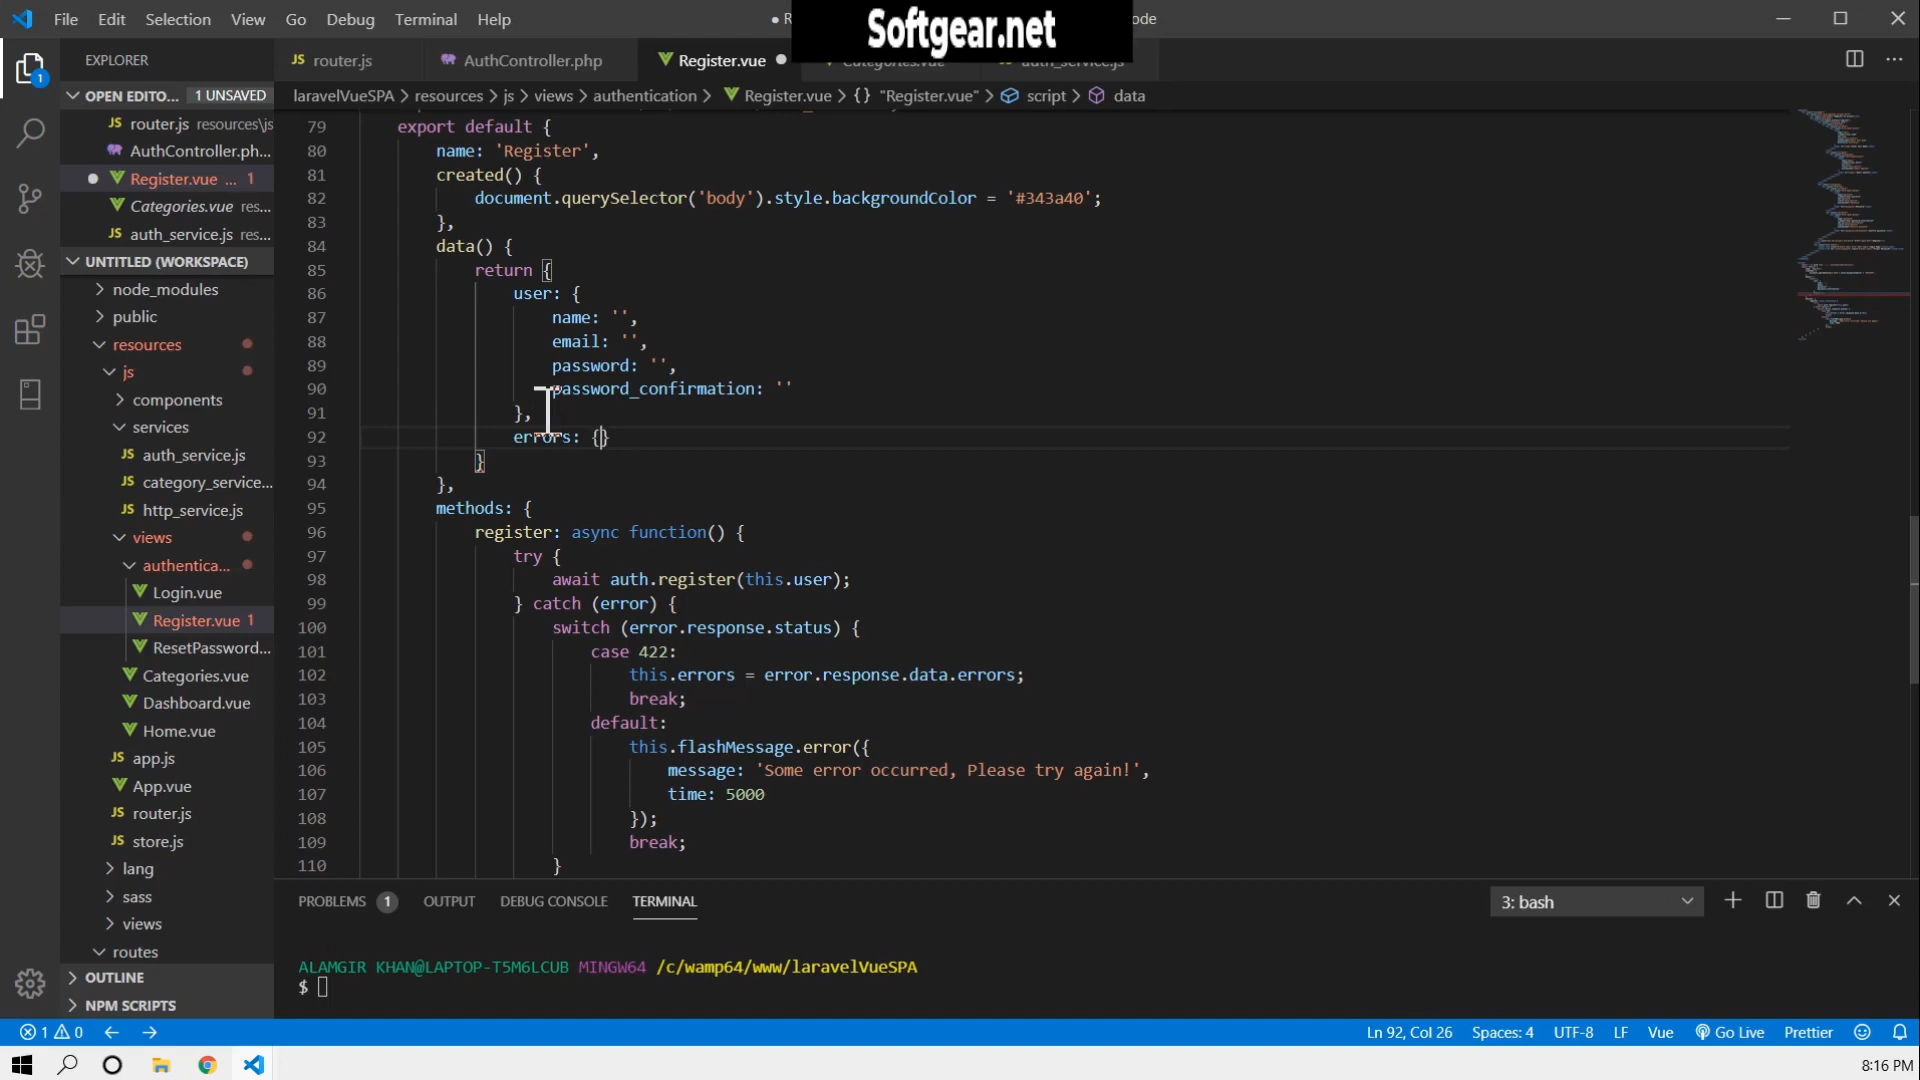 File Edit Selection View Go Debug Terminal Help
Softgear.net
EXPLORER
router.js
AuthController.php
Register.vue
OPEN EDITO... 1 UNSAVED
laravelVueSPA > resources > js > views > authentication > Register.vue > {} "Register.vue" > script > data
router.js resources\js
AuthController.ph...
Register.vue ... 1
Categories.vue res...
auth_service.js res...
UNTITLED (WORKSPACE)
node_modules
public
resources
js
components
services
auth_service.js
category_service...
http_service.js
views
authentica...
Login.vue
Register.vue 1
ResetPassword...
Categories.vue
Dashboard.vue
Home.vue
app.js
App.vue
router.js
store.js
lang
sass
views
routes
OUTLINE
NPM SCRIPTS
79 export default {
80 name: 'Register',
81 created() {
82 document.querySelector('body').style.backgroundColor = '#343a40';
83 },
84 data() {
85 return {
86 user: {
87 name: '',
88 email: '',
89 password: '',
90 password_confirmation: ''
91 },
92 errors: {}
93 }
94 },
95 methods: {
96 register: async function() {
97 try {
98 await auth.register(this.user);
99 } catch (error) {
100 switch (error.response.status) {
101 case 422:
102 this.errors = error.response.data.errors;
103 break;
104 default:
105 this.flashMessage.error({
106 message: 'Some error occurred, Please try again!',
107 time: 5000
108 });
109 break;
110 }
PROBLEMS 1 OUTPUT DEBUG CONSOLE TERMINAL
3: bash
ALAMGIR KHAN@LAPTOP-T5M6LCUB MINGW64 /c/wamp64/www/laravelVueSPA
$
1 0
Ln 92, Col 26 Spaces: 4 UTF-8 LF Vue Go Live Prettier
8:16 PM